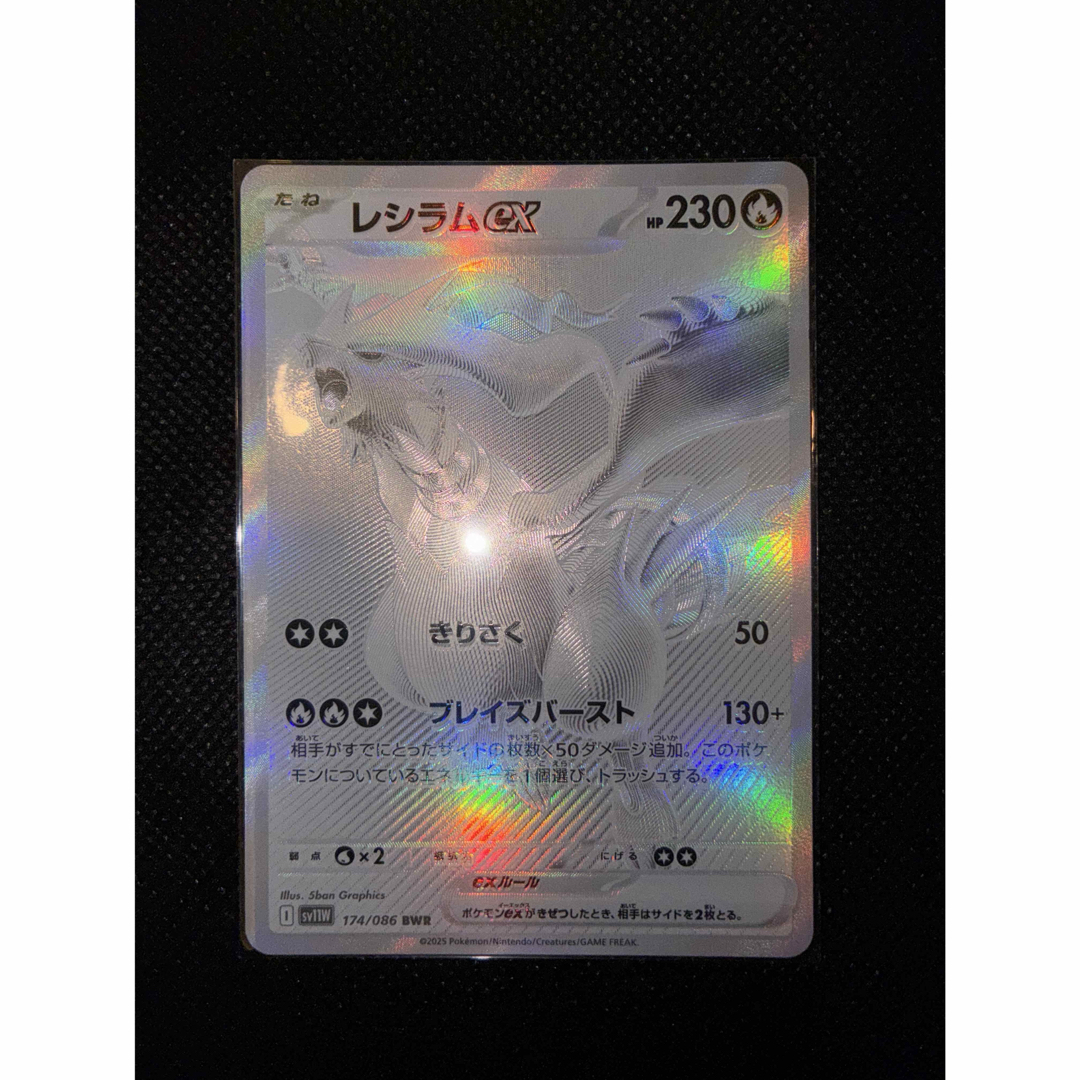 たね レシラムex HP 230
きりさく 50
ブレイズバースト 130+
相手がすでにとったサイドの枚数×50ダメージ追加。このポケ
モンについているエネルギーを1個選び、トラッシュする。
弱点 ×2 抵抗力 にげる
exルール
Illus. 5ban Graphics
ポケモンexがきぜつしたとき、相手はサイドを2枚とる。
I sv11W 174/086 BWR
©2025 Pokémon/Nintendo/Creatures/GAME FREAK.